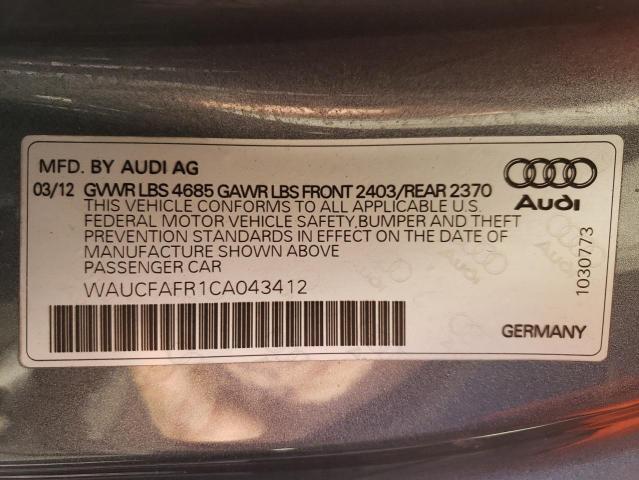 MFD. BY AUDI AG
03/12 GVWR LBS 4685 GAWR LBS FRONT 2403/REAR 2370
THIS VEHICLE CONFORMS TO ALL APPLICABLE U.S.
FEDERAL MOTOR VEHICLE SAFETY,BUMPER AND THEFT
PREVENTION STANDARDS IN EFFECT ON THE DATE OF
MANUFACTURE SHOWN ABOVE
PASSENGER CAR
WAUCFAFR1CA043412
Audi
1030773
GERMANY